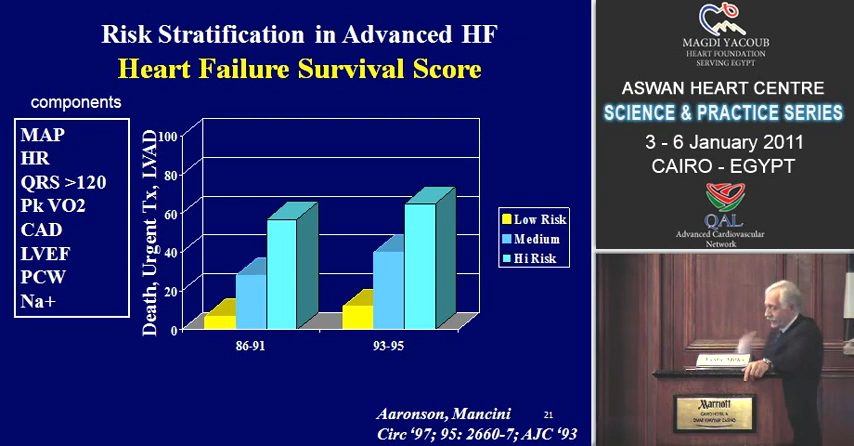 Risk Stratification in Advanced HF
Heart Failure Survival Score
components
MAP
HR
QRS >120
Pk VO2
CAD
LVEF
PCW
Na+
Death, Urgent Tx, LVAD
100
80
60
40
20
0
86-91
93-95
Low Risk
Medium
Hi Risk
Aaronson, Mancini
21
Circ ‘97; 95: 2660-7; AJC ‘93
MAGDI YACOUB
HEART FOUNDATION
SERVING EGYPT
ASWAN HEART CENTRE
SCIENCE & PRACTICE SERIES
3 - 6 January 2011
CAIRO - EGYPT
QAL
Advanced Cardiovascular
Network
Marriott